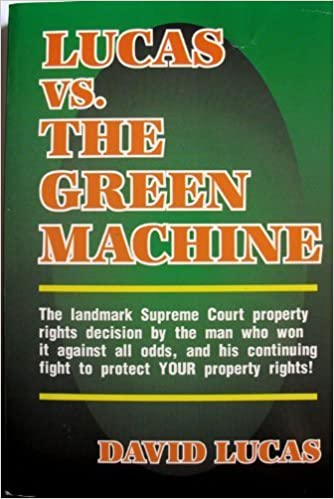 LUCAS
VS.
THE
GREEN
MACHINE
The landmark Supreme Court property
rights decision by the man who won
it against all odds, and his continuing
fight to protect YOUR property rights!
DAVID LUCAS